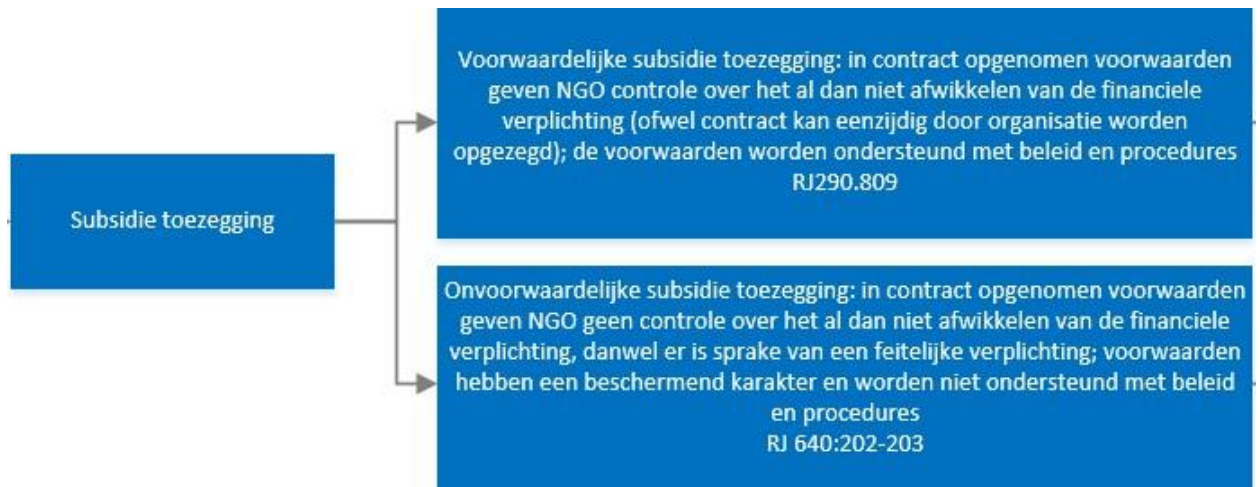 Voorwaardelijke subsidie toezegging: in contract opgenomen voorwaarden
geven NGO controle over het al dan niet afwikkelen van de financiele
verplichting (ofwel contract kan eenzijdig door organisatie worden
opgezegd); de voorwaarden worden ondersteund met beleid en procedures
RJ290.809
Subsidie toezegging
Onvoorwaardelijke subsidie toezegging: in contract opgenomen voorwaarden
geven NGO geen controle over het al dan niet afwikkelen van de financiele
verplichting, danwel er is sprake van een feitelijke verplichting; voorwaarden
hebben een beschermend karakter en worden niet ondersteund met beleid
en procedures
RJ 640:202-203